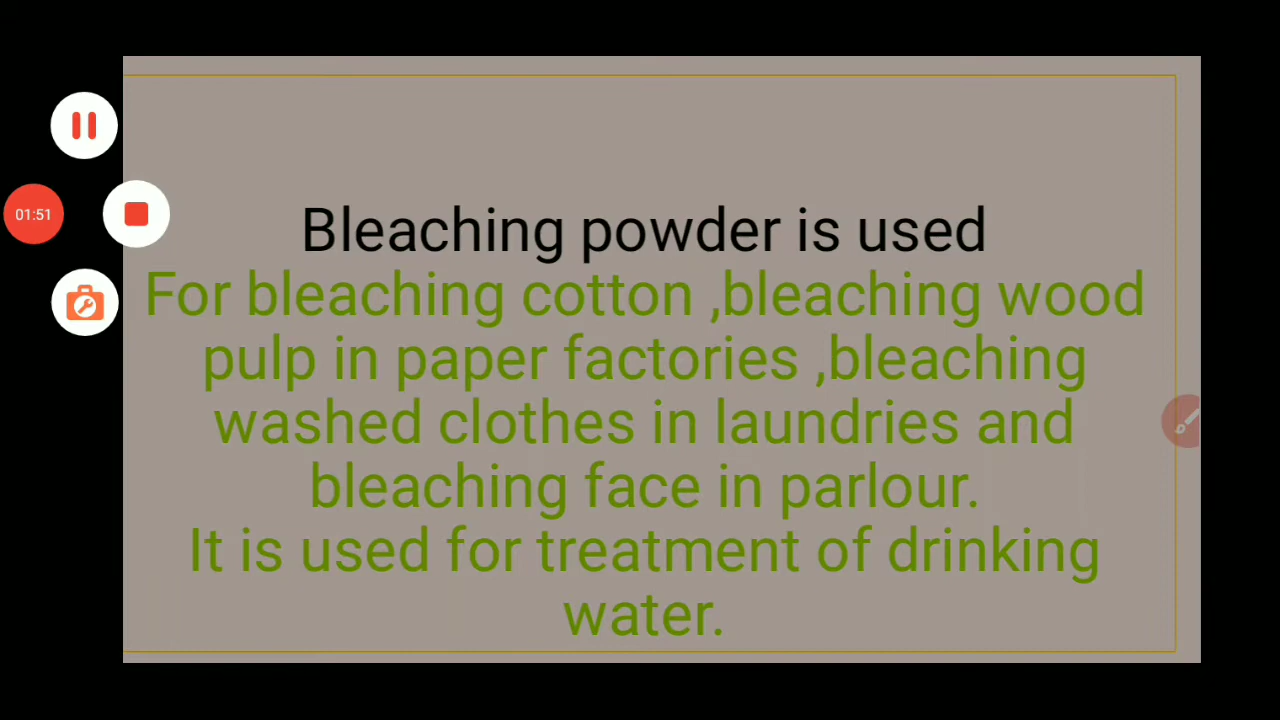 Bleaching powder is used
For bleaching cotton ,bleaching wood
pulp in paper factories ,bleaching
washed clothes in laundries and
bleaching face in parlour.
It is used for treatment of drinking
water.
01:51